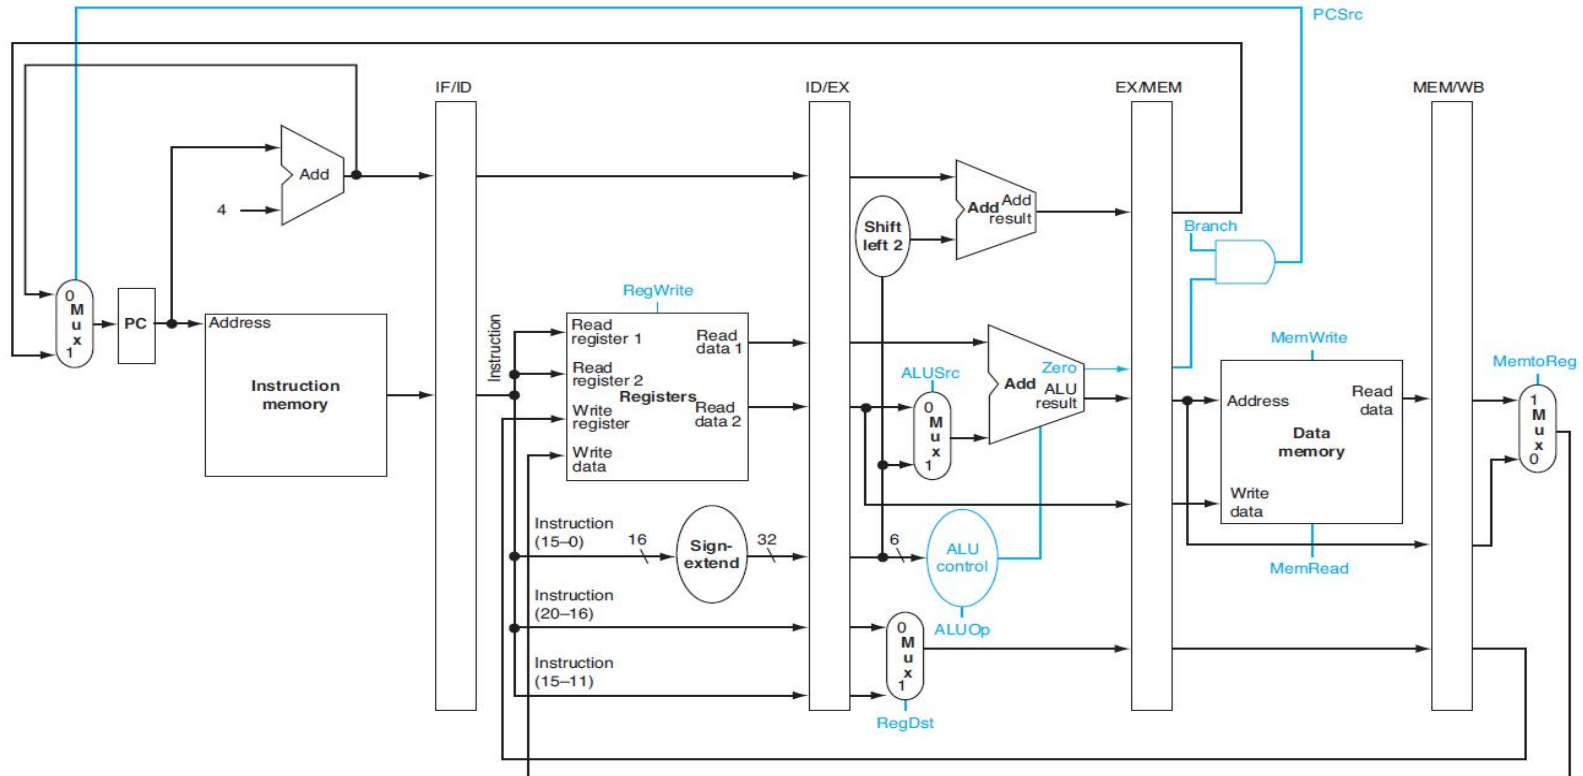 PCSrc
IF/ID
ID/EX
EX/MEM
MEM/WB
Add
4
Shift
left 2
Add Add
result
Branch
0
M
u
x
1
PC
Address
Instruction
memory
Instruction
RegWrite
Read
register 1
Read
register 2
Registers
Write
register
Write
data
Read
data 1
Read
data 2
ALUSrc
0
M
u
x
1
Zero
Add ALU
result
MemWrite
Address
Read
data
Data
memory
Write
data
MemRead
MemtoReg
1
M
u
x
0
Instruction
(15–0)
16
Sign-
extend
32
6
ALU
control
ALUOp
Instruction
(20–16)
Instruction
(15–11)
0
M
u
x
1
RegDst